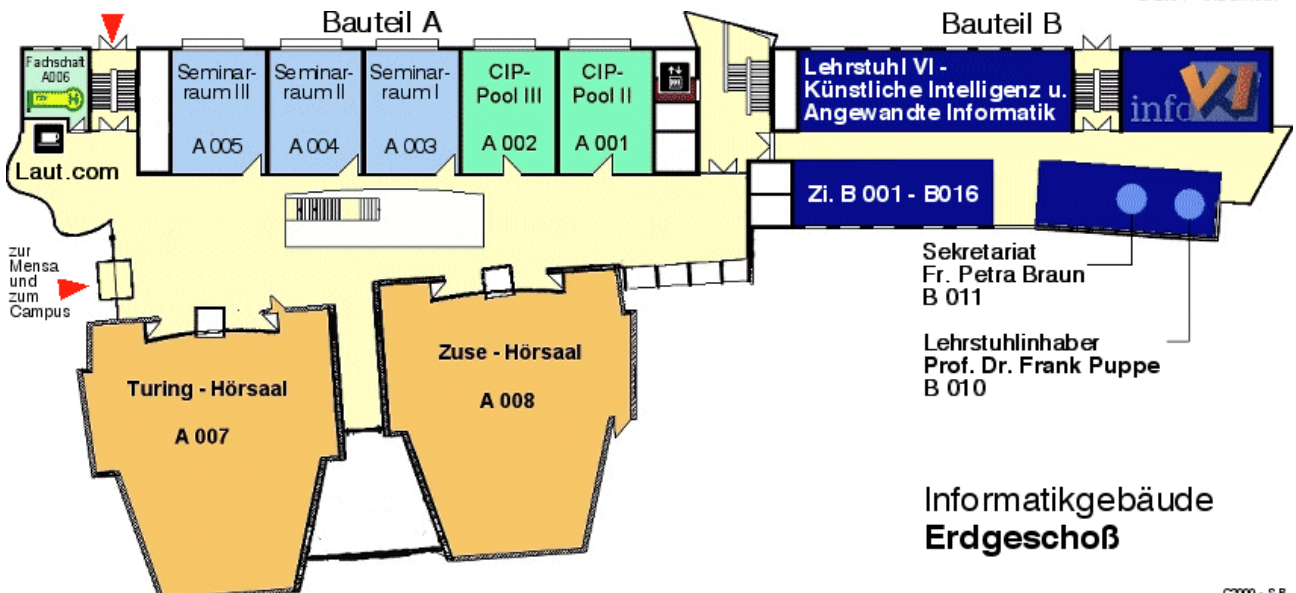 Bauteil A
Bauteil B
Fachschaft
A006
Seminar-
raum III
A 005
Seminar-
raum II
A 004
Seminar-
raum I
A 003
CIP-
Pool III
A 002
CIP-
Pool II
A 001
Lehrstuhl VI -
Künstliche Intelligenz u.
Angewandte Informatik
info VI
Laut.com
Zi. B 001 - B016
zur
Mensa
und
zum
Campus
Sekretariat
Fr. Petra Braun
B 011
Lehrstuhlinhaber
Prof. Dr. Frank Puppe
B 010
Turing - Hörsaal
A 007
Zuse - Hörsaal
A 008
Informatikgebäude
Erdgeschoß